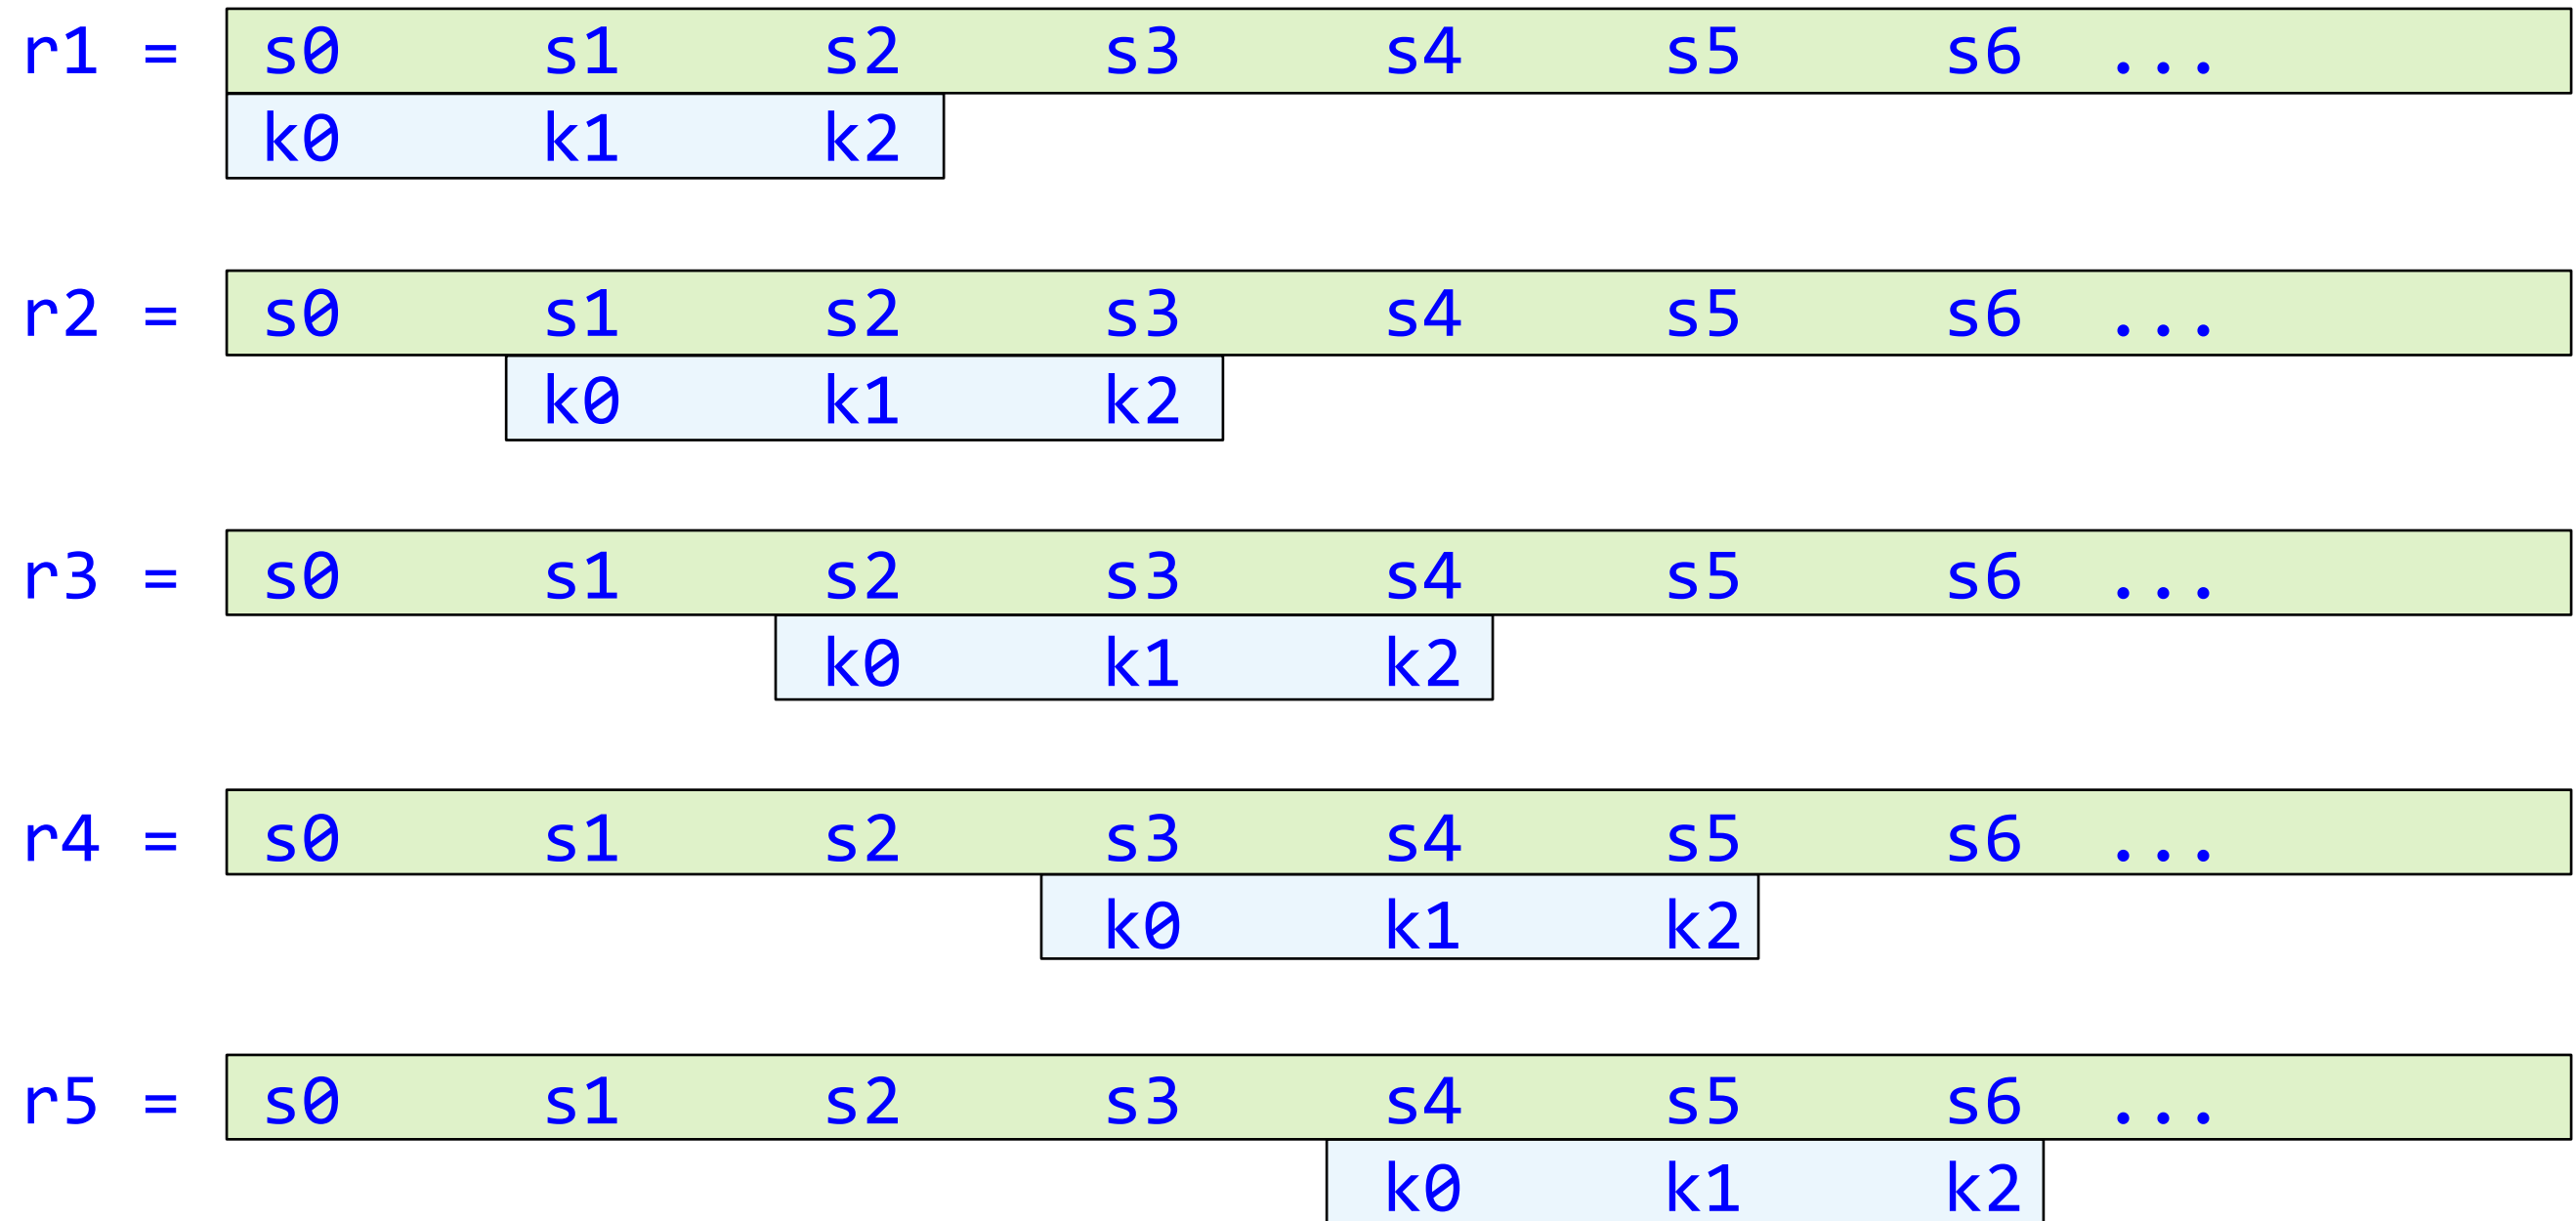 r1 = s0 s1 s2 s3 s4 s5 s6 ...
k0 k1 k2
r2 = s0 s1 s2 s3 s4 s5 s6 ...
k0 k1 k2
r3 = s0 s1 s2 s3 s4 s5 s6 ...
k0 k1 k2
r4 = s0 s1 s2 s3 s4 s5 s6 ...
k0 k1 k2
r5 = s0 s1 s2 s3 s4 s5 s6 ...
k0 k1 k2